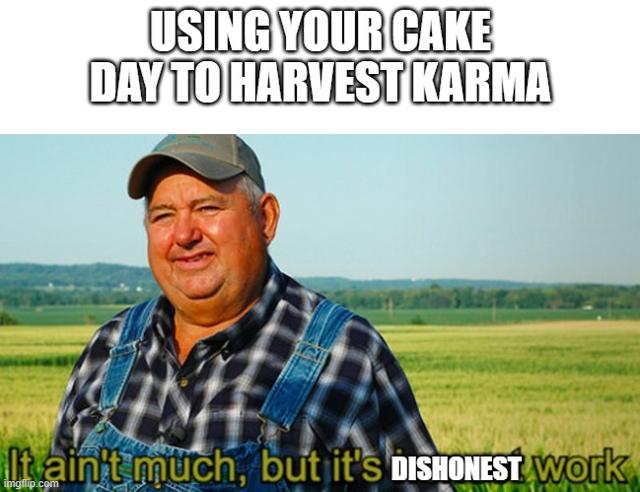 USING YOUR CAKE
DAY TO HARVEST KARMA
It ain't much, but it's DISHONEST work
imgflip.com